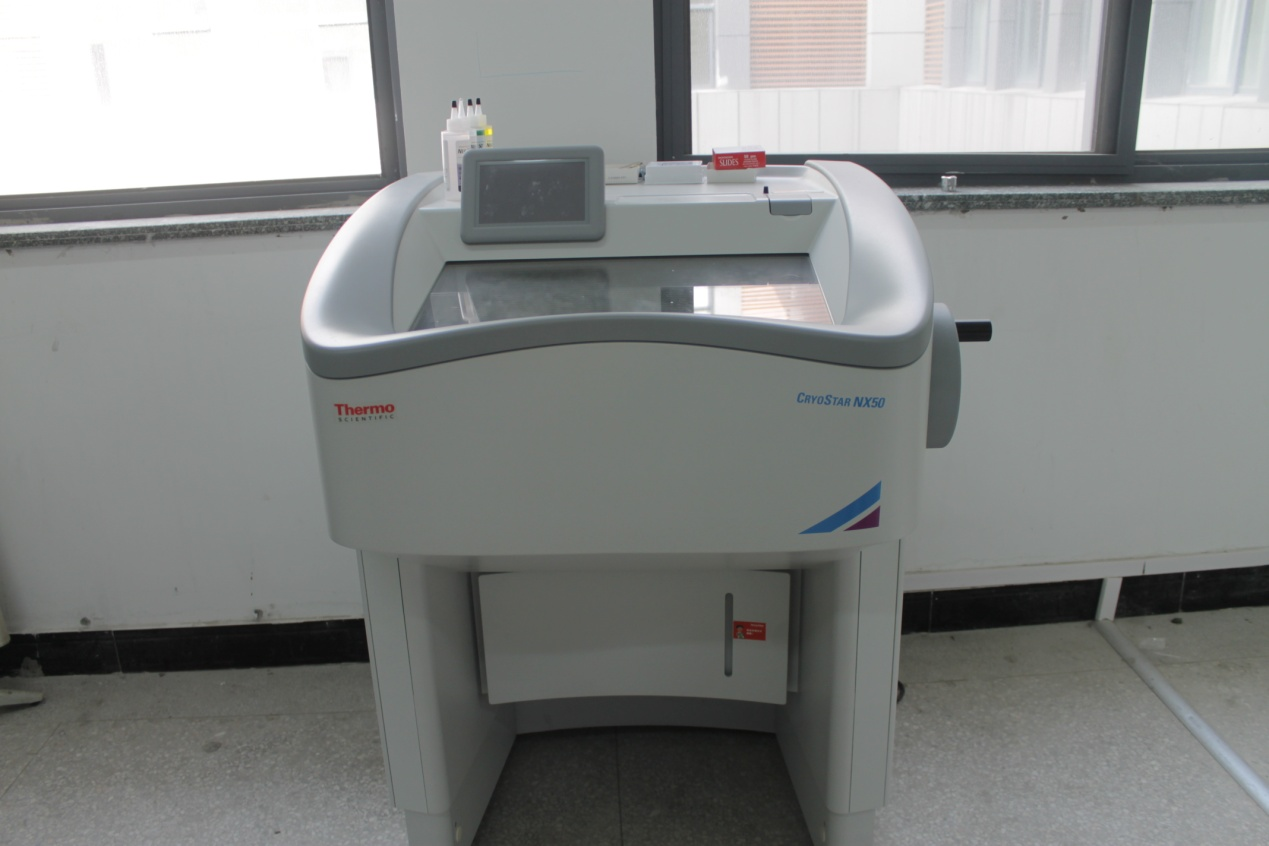 SLIDES
Thermo
SCIENTIFIC
CRYOSTAR NX50